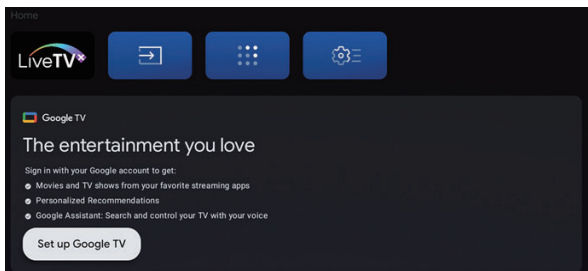 Home
LiveTVx
Google TV
The entertainment you love
Sign in with your Google account to get:
Movies and TV shows from your favorite streaming apps
Personalized Recommendations
Google Assistant: Search and control your TV with your voice
Set up Google TV